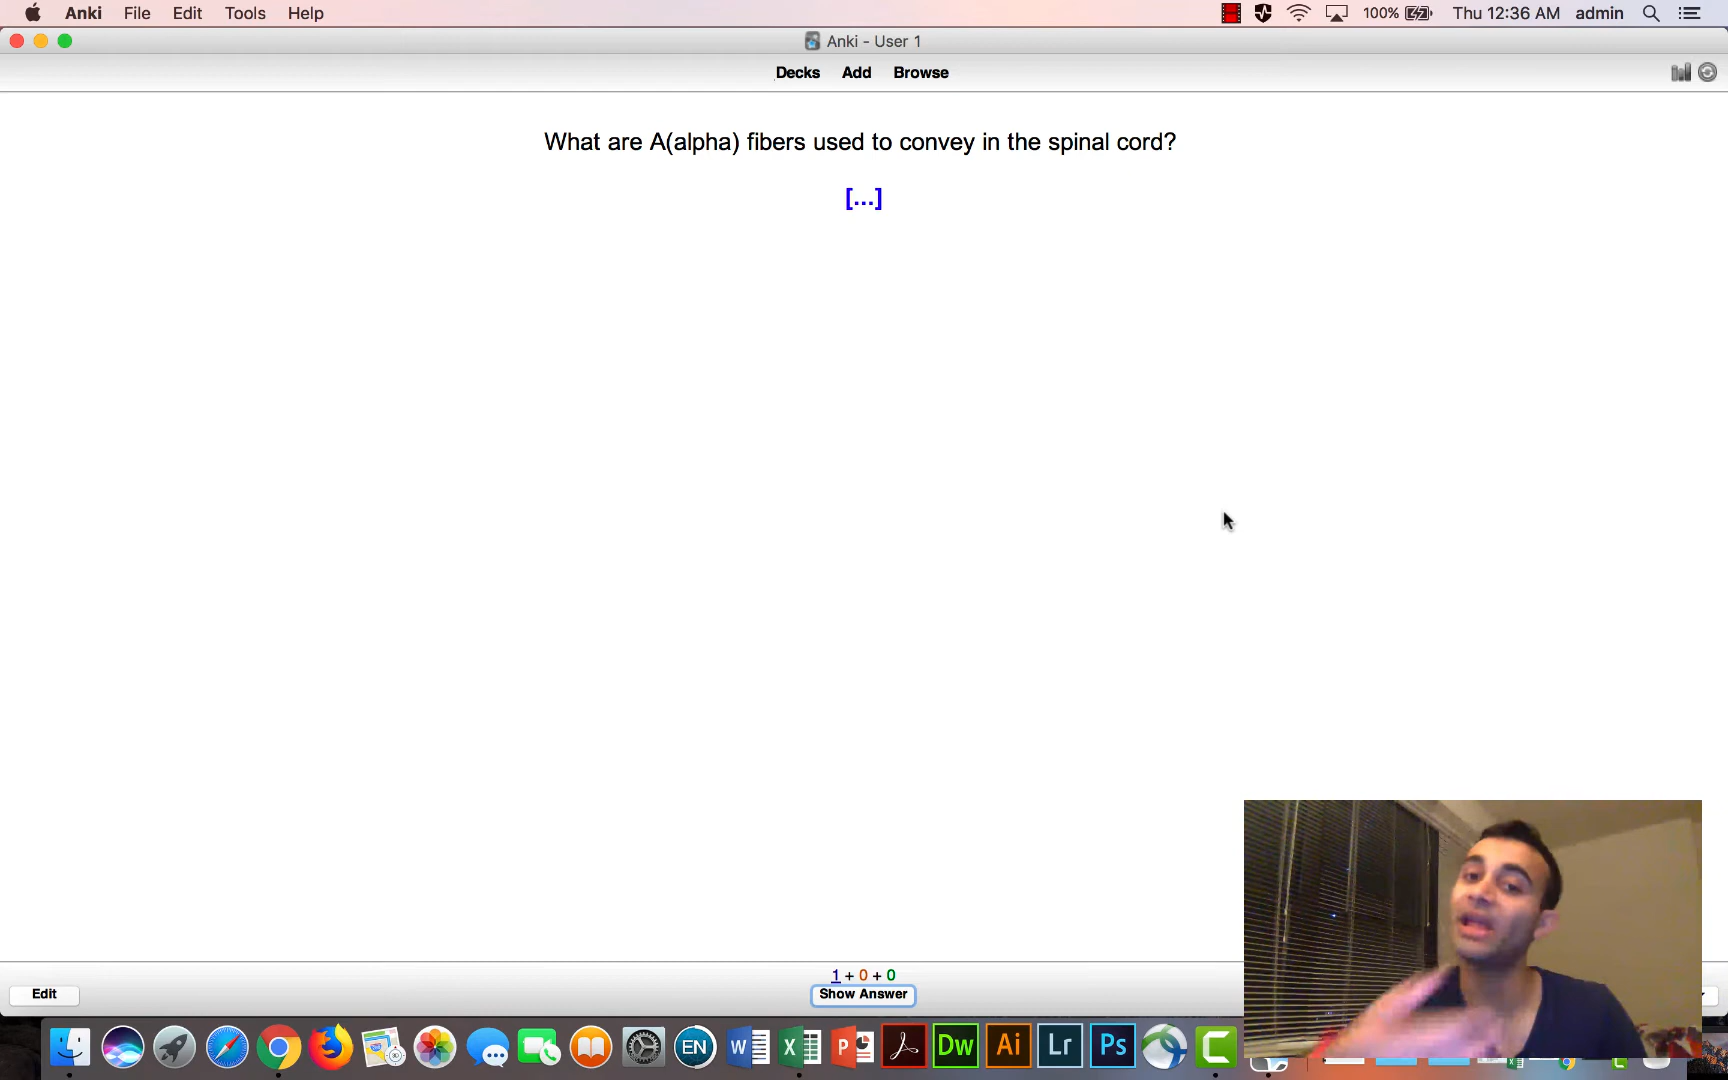 Anki File Edit Tools Help 100% Thu 12:36 AM admin
Anki - User 1
Decks Add Browse
What are A(alpha) fibers used to convey in the spinal cord?
[...]
1 + 0 + 0
Edit Show Answer
EN W X P Dw Ai Lr Ps C